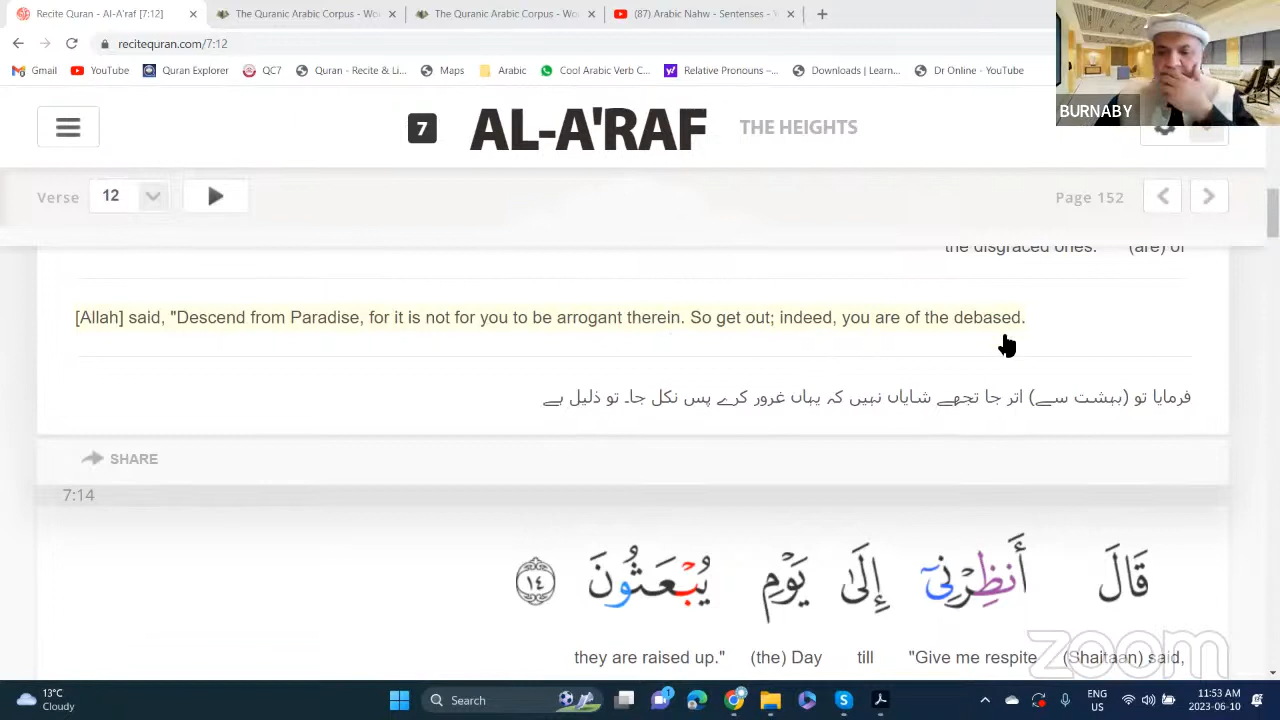 Recite Quran - Al-A'raf [7:12]
The Quranic Arabic Corpus - Wo
The Quranic Arabic Corpus - Wo
(87) Arabic Nahw - Sentences -
recitequran.com/7:12
Gmail
YouTube
Quran Explorer
QC7
Quran - Recite & Li...
Maps
Arabic
Cool Arabic Verb C...
Relative Pronouns –...
Downloads | Learn...
Dr Online - YouTube
BURNABY
7
AL-A'RAF
THE HEIGHTS
Verse
12
Page 152
the disgraced ones."
(are) of
[Allah] said, "Descend from Paradise, for it is not for you to be arrogant therein. So get out; indeed, you are of the debased.
فرمایا تو (بہشت سے) اتر جا تجھے شایاں نہیں کہ یہاں غرور کرے پس نکل جا۔ تو ذلیل ہے
SHARE
7:14
قَالَ أَنظِرْنِىٓ إِلَىٰ يَوْمِ يُبْعَثُونَ ١٤
they are raised up."
(the) Day
till
"Give me respite
(Shaitaan) said,
zoom
13°C
Cloudy
Search
1
ENG
US
11:53 AM
2023-06-10